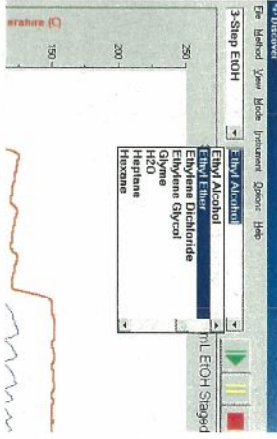 Discover
File Method View Mode Instrument Options Help
3-Step EtOH
Ethyl Alcohol
Ethyl Alcohol
Ethyl Ether
Ethylene Dichloride
Ethylene Glycol
Glyme
H2O
Heptane
Hexane
mL EtOH Staged
250
200
150
erature (C)